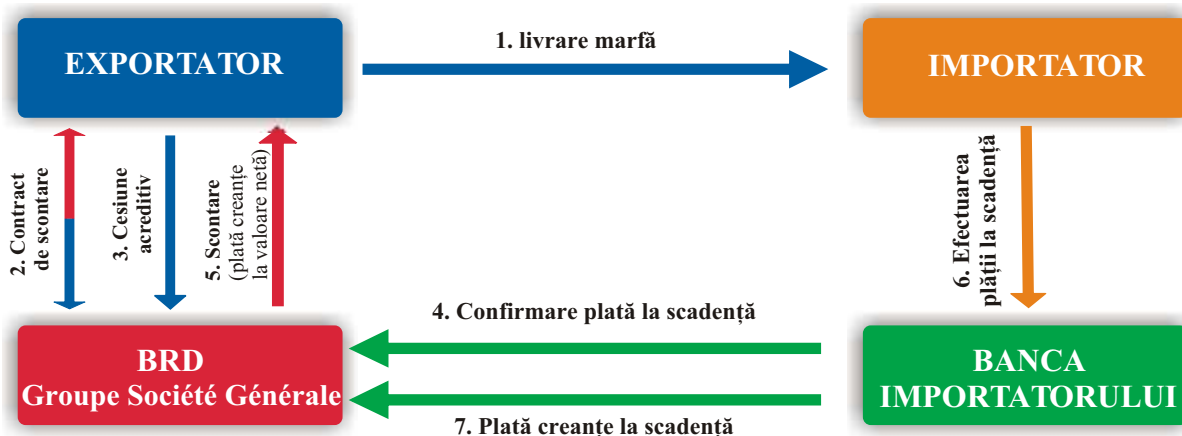 EXPORTATOR
1. livrare marfă
IMPORTATOR
2. Contract
de scontare
3. Cesiune
acreditiv
5. Scontare
(plată creanțe
la valoare netă)
6. Efectuarea
plății la scadență
4. Confirmare plată la scadență
BRD
Groupe Société Générale
BANCA
IMPORTATORULUI
7. Plată creanțe la scadență